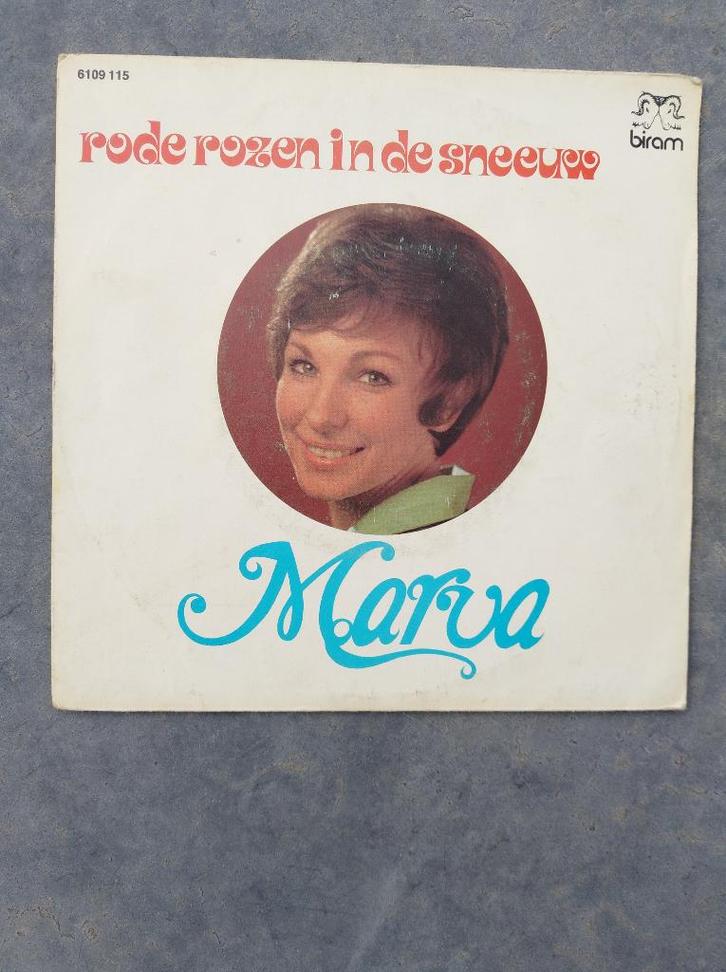 6109 115
biram
rode rozen in de sneeuw
Marva